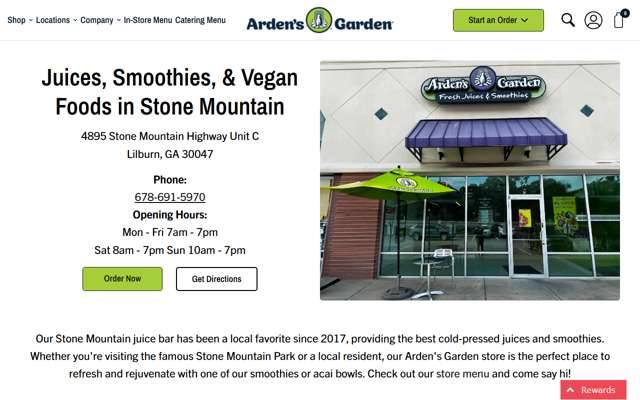 Shop Locations Company In-Store Menu Catering Menu
Arden's Garden
Start an Order
0
Juices, Smoothies, & Vegan
Foods in Stone Mountain
4895 Stone Mountain Highway Unit C
Lilburn, GA 30047
Phone:
678-691-5970
Opening Hours:
Mon - Fri 7am - 7pm
Sat 8am - 7pm Sun 10am - 7pm
Order Now
Get Directions
Arden's Garden
Fresh Juices & Smoothies
Our Stone Mountain juice bar has been a local favorite since 2017, providing the best cold-pressed juices and smoothies.
Whether you're visiting the famous Stone Mountain Park or a local resident, our Arden's Garden store is the perfect place to
refresh and rejuvenate with one of our smoothies or acai bowls. Check out our store menu and come say hi!
Rewards